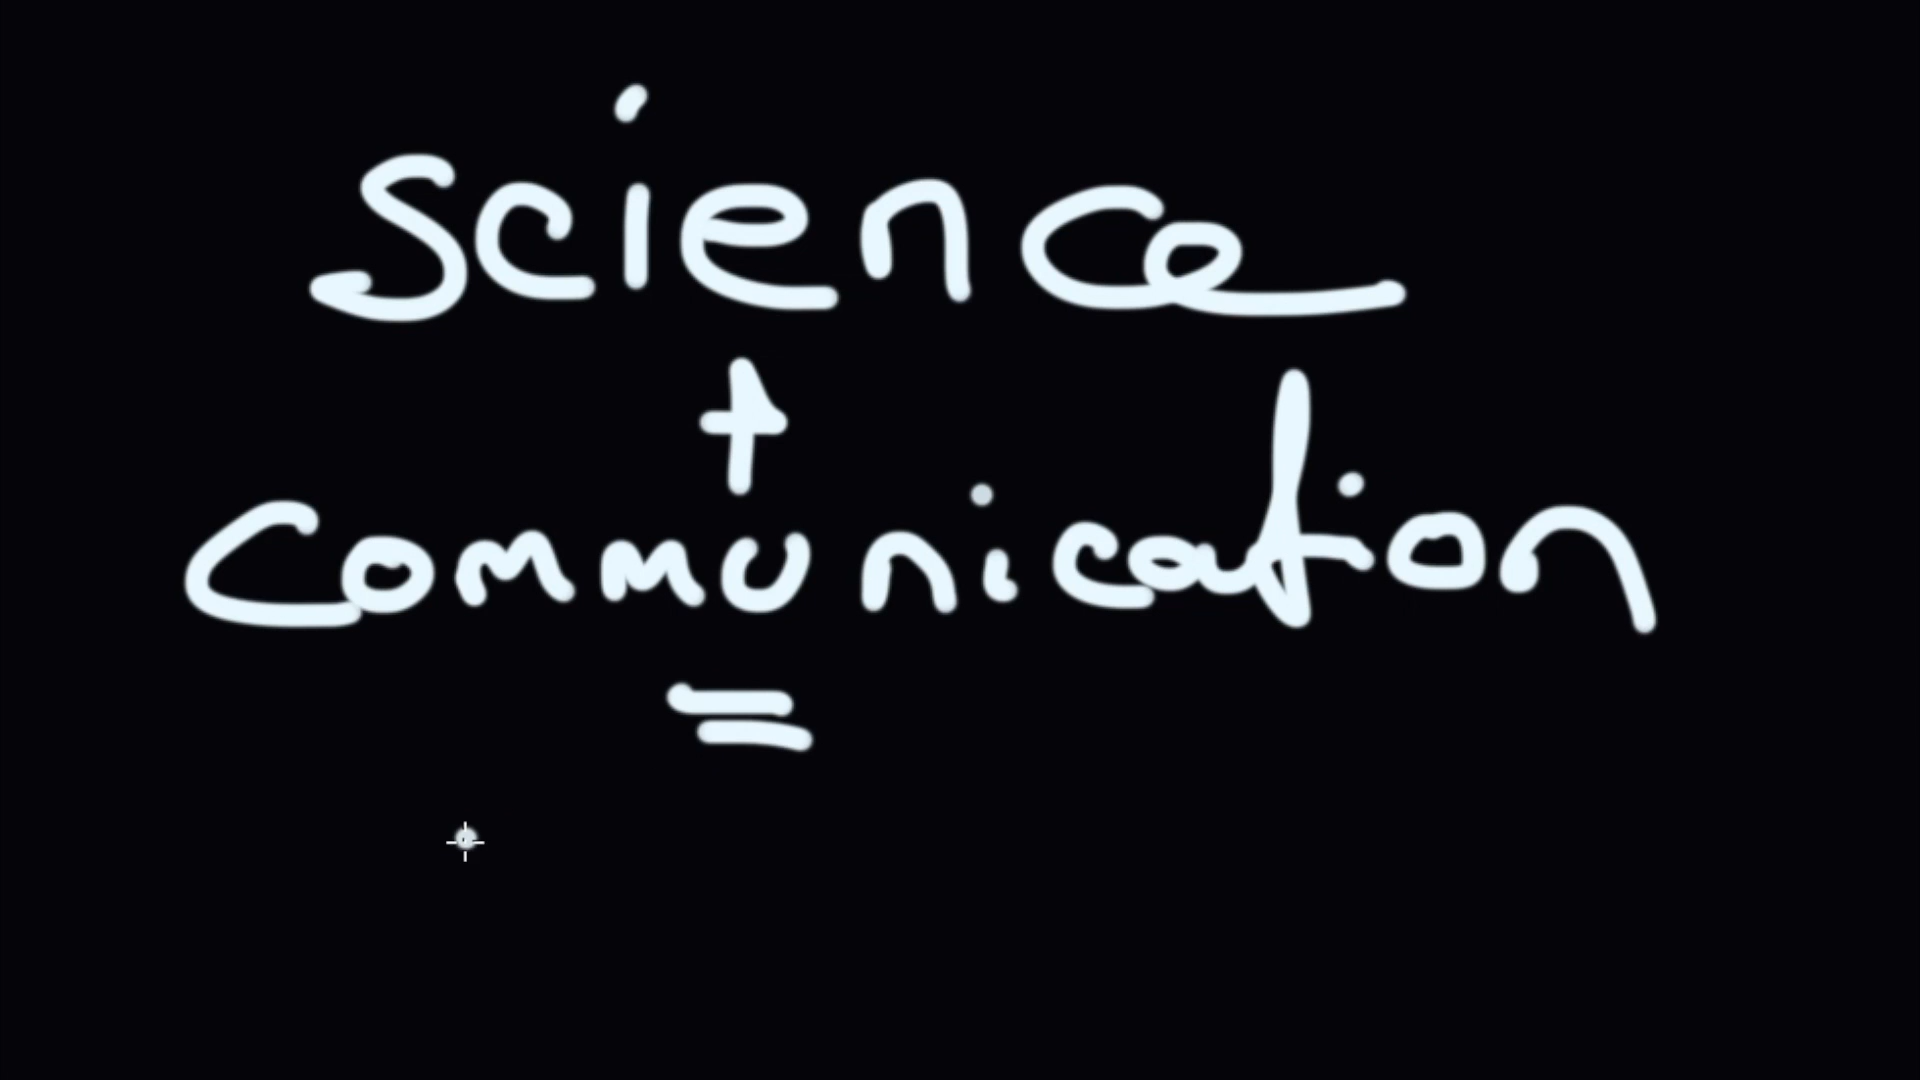 science
+
communication
=